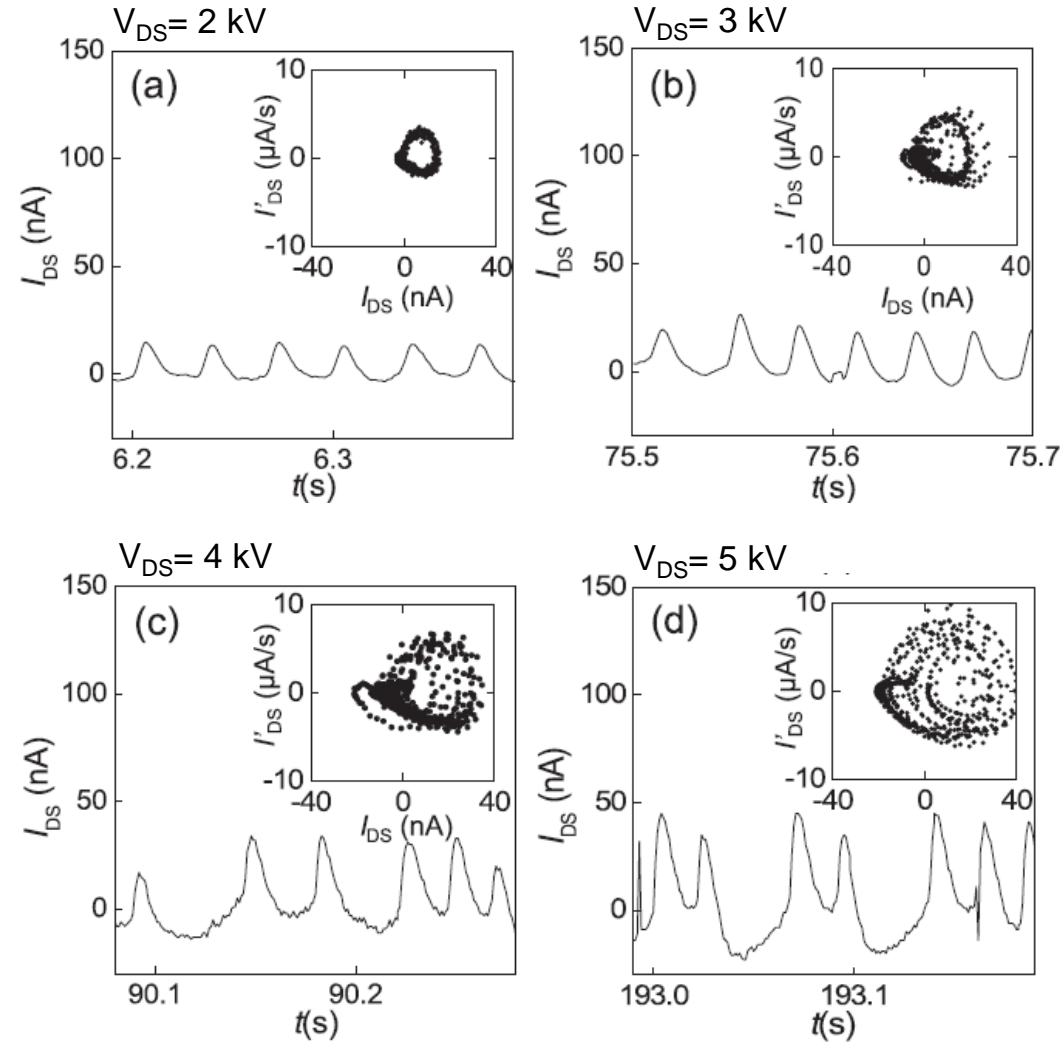 V_DS= 2 kV
(a)
150
100
50
0
I_DS (nA)
6.2 6.3
t(s)
10
0
-10
I'_DS (μA/s)
-40 0 40
I_DS (nA)
V_DS= 3 kV
(b)
150
100
50
0
I_DS (nA)
75.5 75.6 75.7
t(s)
10
0
-10
I'_DS (μA/s)
-40 0 40
I_DS (nA)
V_DS= 4 kV
(c)
150
100
50
0
I_DS (nA)
90.1 90.2
t(s)
10
0
-10
I'_DS (μA/s)
-40 0 40
I_DS (nA)
V_DS= 5 kV
(d)
150
100
50
0
I_DS (nA)
193.0 193.1
t(s)
10
0
-10
I'_DS (μA/s)
-40 0 40